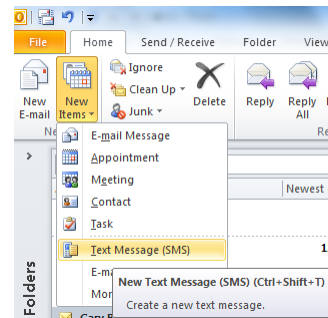 File Home Send / Receive Folder View
New E-mail
New Items
Ignore
Clean Up
Junk
Delete
Reply
Reply All
E-mail Message
Appointment
Meeting
Contact
Task
Text Message (SMS)
Newest
Folders
New Text Message (SMS) (Ctrl+Shift+T)
Create a new text message.